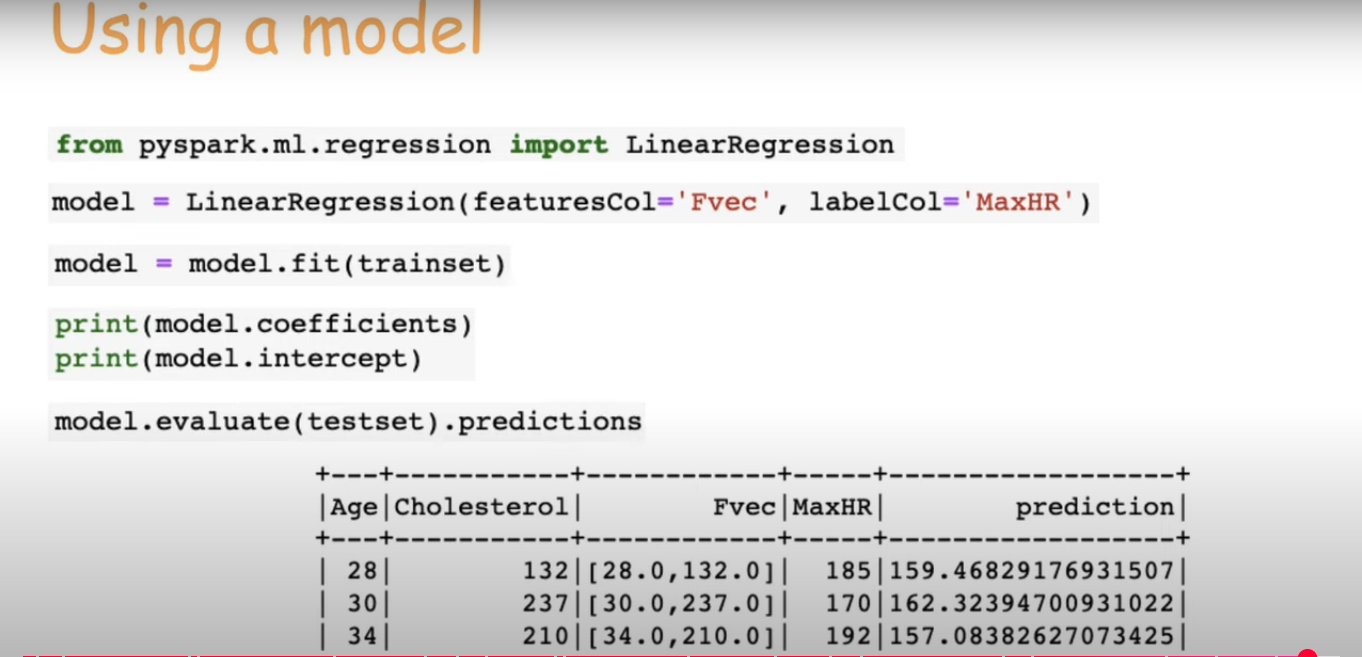 Using a model
from pyspark.ml.regression import LinearRegression
model = LinearRegression(featuresCol='Fvec', labelCol='MaxHR')
model = model.fit(trainset)
print(model.coefficients)
print(model.intercept)
model.evaluate(testset).predictions
+---+-----------+------------+-----+------------------+
|Age|Cholesterol|        Fvec|MaxHR|        prediction|
+---+-----------+------------+-----+------------------+
| 28|        132|[28.0,132.0]|  185|159.46829176931507|
| 30|        237|[30.0,237.0]|  170|162.32394700931022|
| 34|        210|[34.0,210.0]|  192|157.08382627073425|